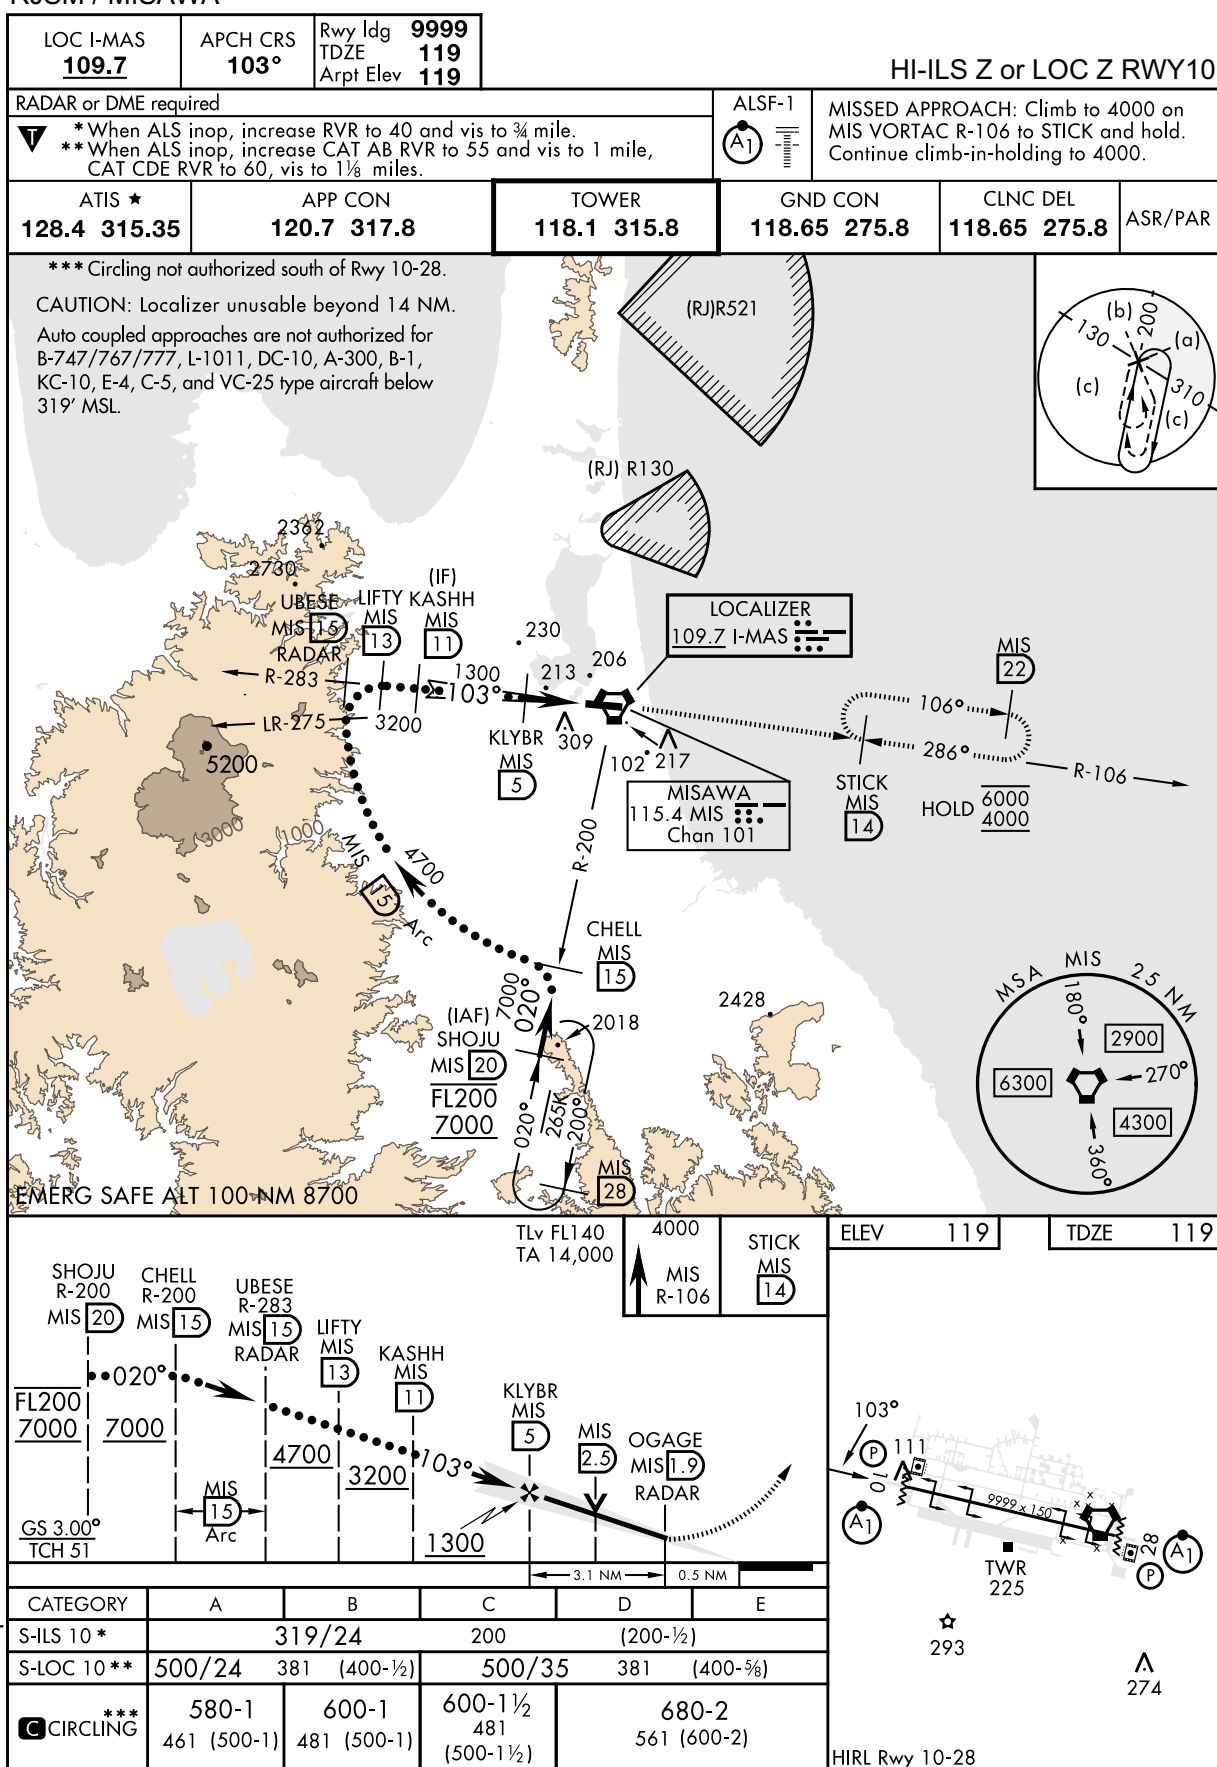 RJSM / MISAWA
LOC I-MAS
109.7
APCH CRS
103°
Rwy ldg 9999
TDZE 119
Arpt Elev 119
HI-ILS Z or LOC Z RWY10
RADAR or DME required
T
* When ALS inop, increase RVR to 40 and vis to ¾ mile.
** When ALS inop, increase CAT AB RVR to 55 and vis to 1 mile,
CAT CDE RVR to 60, vis to 1⅛ miles.
ALSF-1
A1
MISSED APPROACH: Climb to 4000 on
MIS VORTAC R-106 to STICK and hold.
Continue climb-in-holding to 4000.
ATIS ★
128.4 315.35
APP CON
120.7 317.8
TOWER
118.1 315.8
GND CON
118.65 275.8
CLNC DEL
118.65 275.8
ASR/PAR
*** Circling not authorized south of Rwy 10-28.
CAUTION: Localizer unusable beyond 14 NM.
Auto coupled approaches are not authorized for
B-747/767/777, L-1011, DC-10, A-300, B-1,
KC-10, E-4, C-5, and VC-25 type aircraft below
319' MSL.
(RJ)R521
(RJ) R130
(b)
200
130
(a)
(c)
310
(c)
2362
2730
UBESE
MIS 15
RADAR
LIFTY
MIS
13
(IF)
KASHH
MIS
11
230
213
206
1300
103°
R-283
LR-275
3200
5200
3000
1000
KLYBR
MIS
5
309
102
217
LOCALIZER
109.7 I-MAS
MISAWA
115.4 MIS
Chan 101
MIS
22
106°
286°
R-106
STICK
MIS
14
HOLD
6000
4000
R-200
MIS 15 Arc
4700
CHELL
MIS
15
7000
020°
(IAF)
SHOJU
MIS 20
FL200
7000
2018
2428
020°
265K
200°
MIS
28
MSA MIS 25 NM
180°
2900
6300
270°
4300
360°
EMERG SAFE ALT 100 NM 8700
TLv FL140
TA 14,000
4000
MIS
R-106
STICK
MIS
14
ELEV 119
TDZE 119
SHOJU
R-200
MIS 20
CHELL
R-200
MIS 15
UBESE
R-283
MIS 15
RADAR
LIFTY
MIS
13
KASHH
MIS
11
KLYBR
MIS
5
MIS
2.5
OGAGE
MIS 1.9
RADAR
020°
FL200
7000
7000
4700
3200
103°
1300
MIS
15
Arc
GS 3.00°
TCH 51
3.1 NM
0.5 NM
103°
P
111
10
A1
9999 x 150
x
x
x
x
x
28
A1
P
TWR
225
293
274
HIRL Rwy 10-28
CATEGORY A B C D E
S-ILS 10 * 319/24 200 (200-½)
S-LOC 10 ** 500/24 381 (400-½) 500/35 381 (400-⅝)
C CIRCLING ***
580-1
461 (500-1)
600-1
481 (500-1)
600-1½
481
(500-1½)
680-2
561 (600-2)